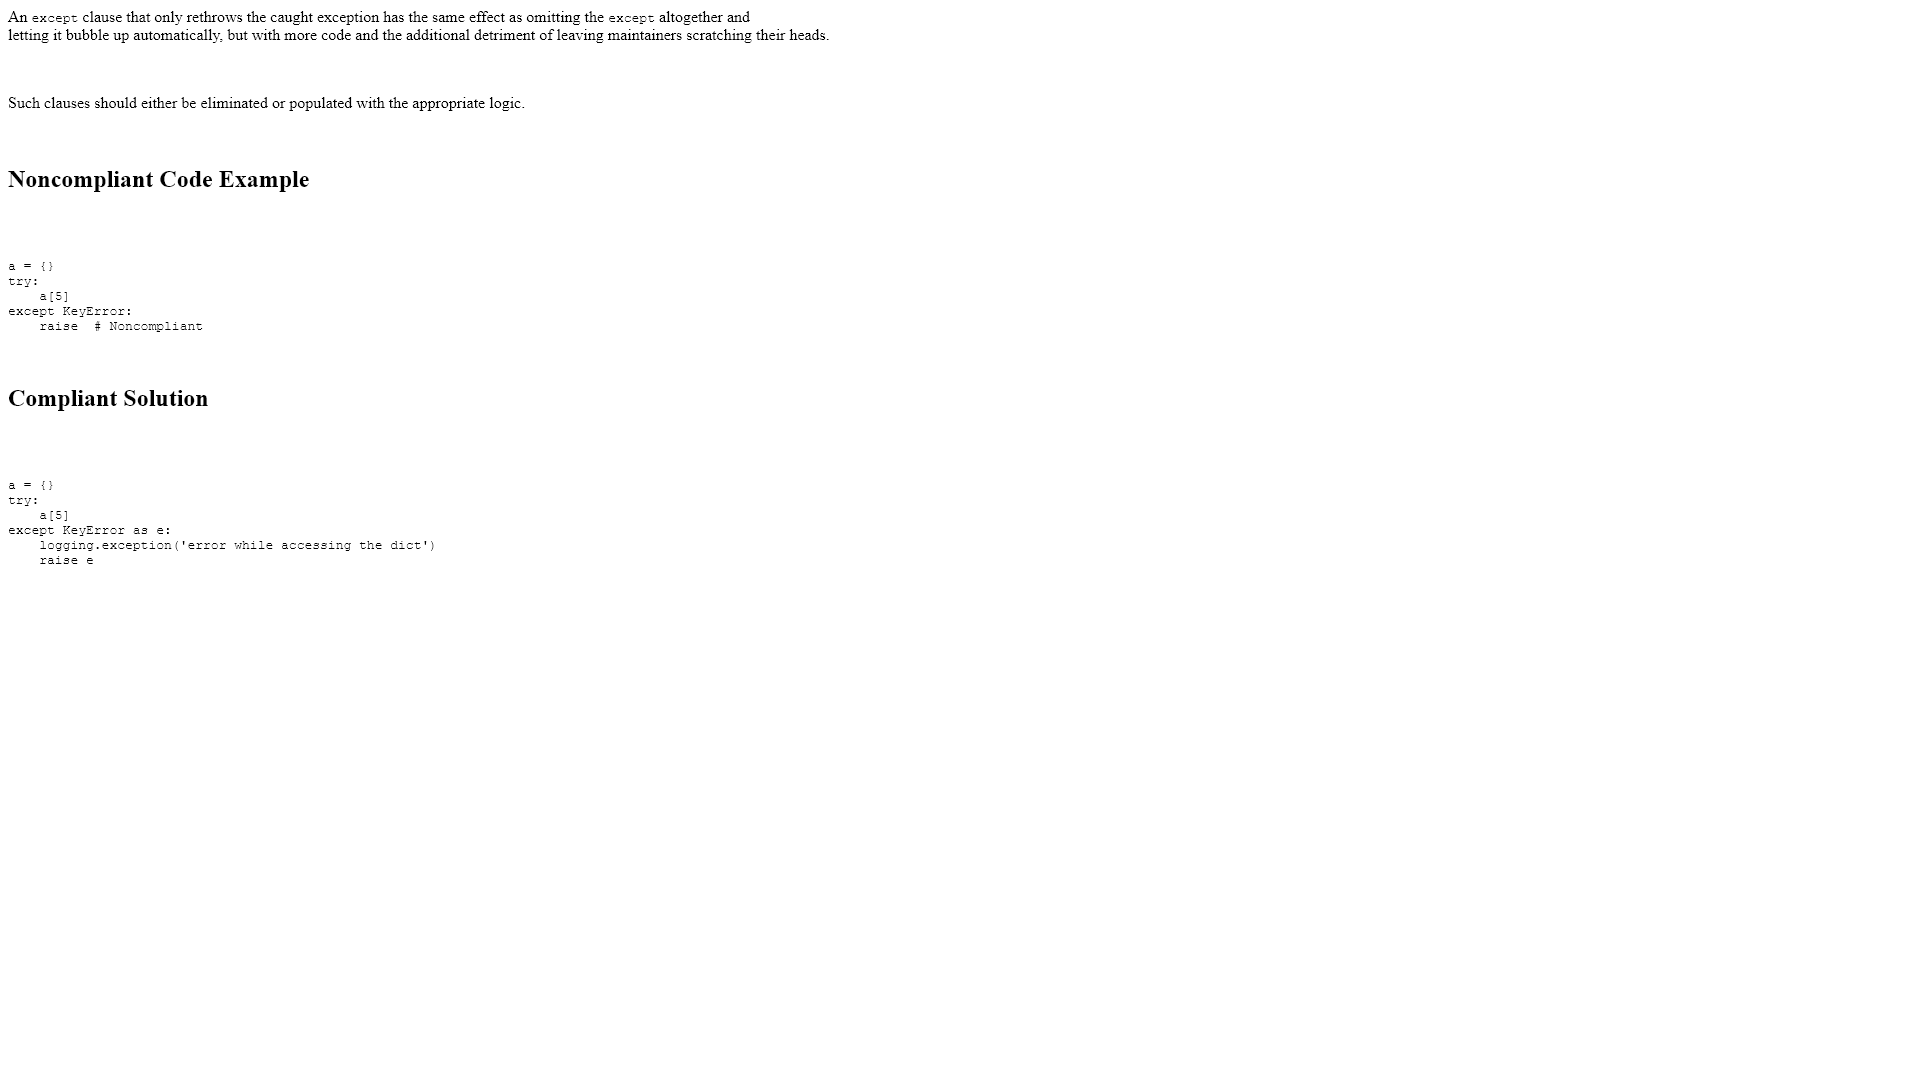 An except clause that only rethrows the caught exception has the same effect as omitting the except altogether and
letting it bubble up automatically, but with more code and the additional detriment of leaving maintainers scratching their heads.
Such clauses should either be eliminated or populated with the appropriate logic.
Noncompliant Code Example
a = {}
try:
    a[5]
except KeyError:
    raise  # Noncompliant
Compliant Solution
a = {}
try:
    a[5]
except KeyError as e:
    logging.exception('error while accessing the dict')
    raise e